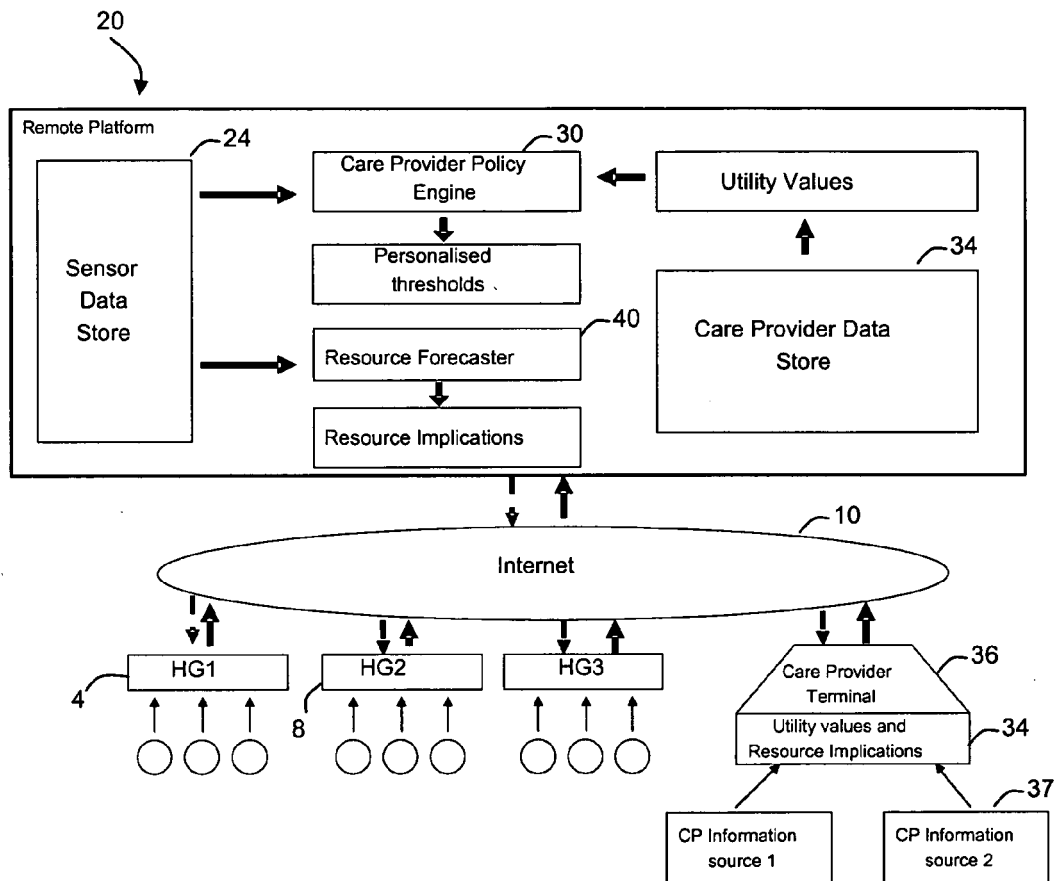 20
Remote Platform
24
30
Care Provider Policy
Engine
Utility Values
Personalised
thresholds
34
Sensor
Data
Store
40
Care Provider Data
Store
Resource Forecaster
Resource Implications
10
Internet
HG1
HG2
HG3
4
8
Care Provider
Terminal
36
Utility values and
Resource Implications
34
37
CP Information
source 1
CP Information
source 2